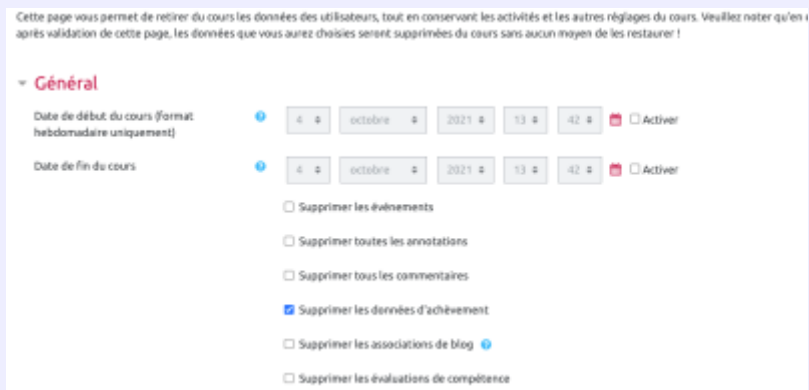 Cette page vous permet de retirer du cours les données des utilisateurs, tout en conservant les activités et les autres réglages du cours. Veuillez noter qu'en
après validation de cette page, les données que vous aurez choisies seront supprimées du cours sans aucun moyen de les restaurer !
Général
Date de début du cours (format
hebdomadaire uniquement)
4 octobre 2021 13 42 Activer
Date de fin du cours 4 octobre 2021 13 42 Activer
Supprimer les événements
Supprimer toutes les annotations
Supprimer tous les commentaires
Supprimer les données d'achèvement
Supprimer les associations de blog
Supprimer les évaluations de compétence